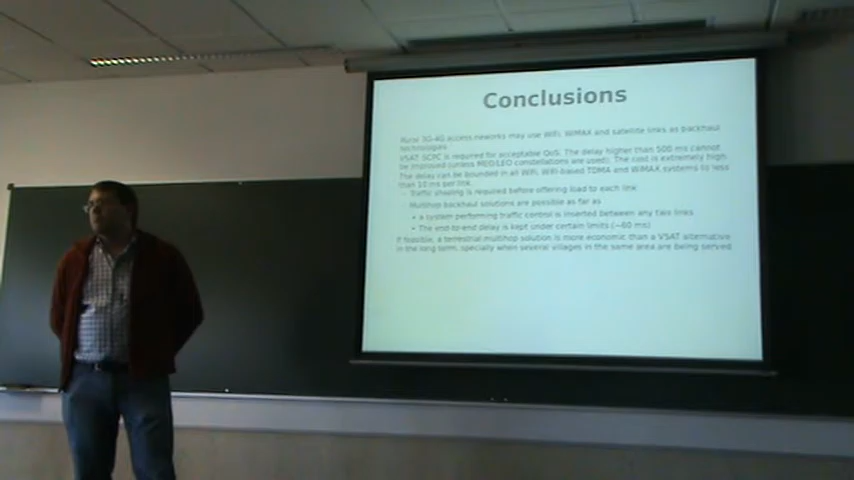 Conclusions
Rural 3G-4G access neworks may use WiFi, WiMAX and satellite links as backhaul
technologies
VSAT SCPC is required for acceptable QoS. The delay higher than 500 ms cannot
be improved (unless MEO/LEO constellations are used). The cost is extremely high
The delay can be bounded in all WiFi, WiFi-based TDMA and WiMAX systems to less
than 10 ms per link.
– Traffic shaping is required before offering load to each link
Multihop backhaul solutions are possible as far as
• a system performing traffic control is inserted between any two links
• The end-to-end delay is kept under certain limits (~60 ms)
If feasible, a terrestrial multihop solution is more economic than a VSAT alternative
in the long term, specially when several villages in the same area are being served